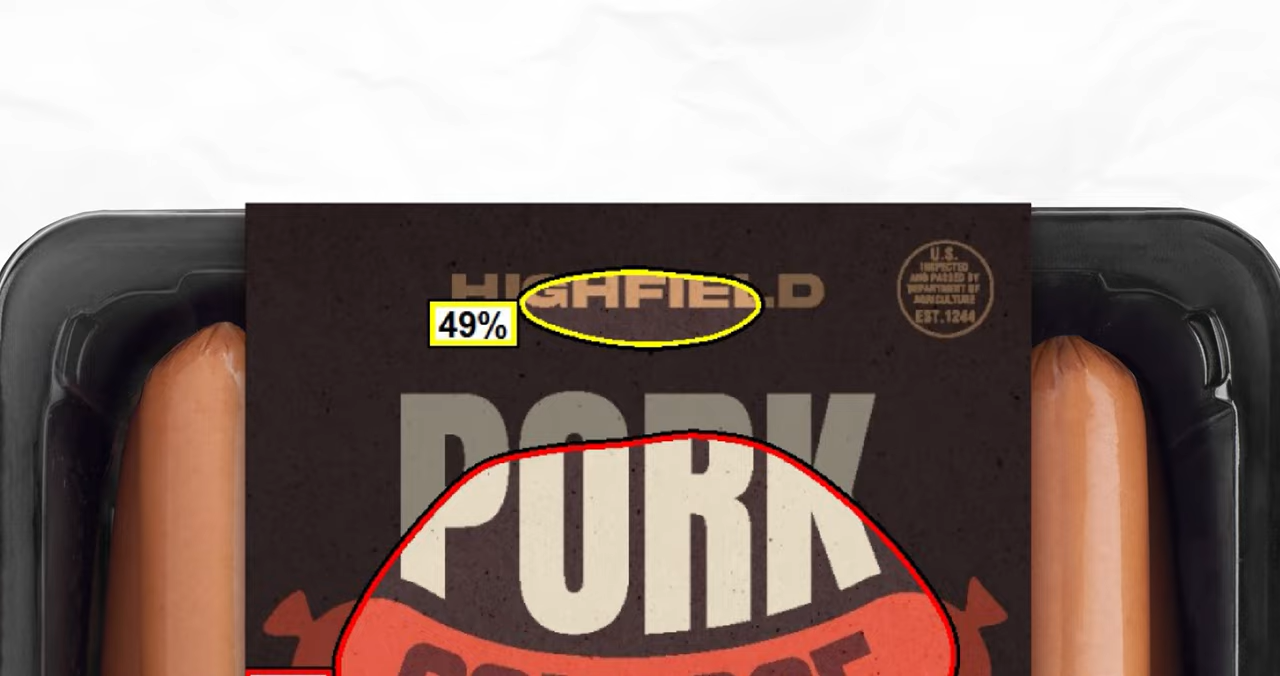 HIGHFIELD
U.S.
INSPECTED
AND PASSED BY
DEPARTMENT OF
AGRICULTURE
EST.1244
49%
PORK